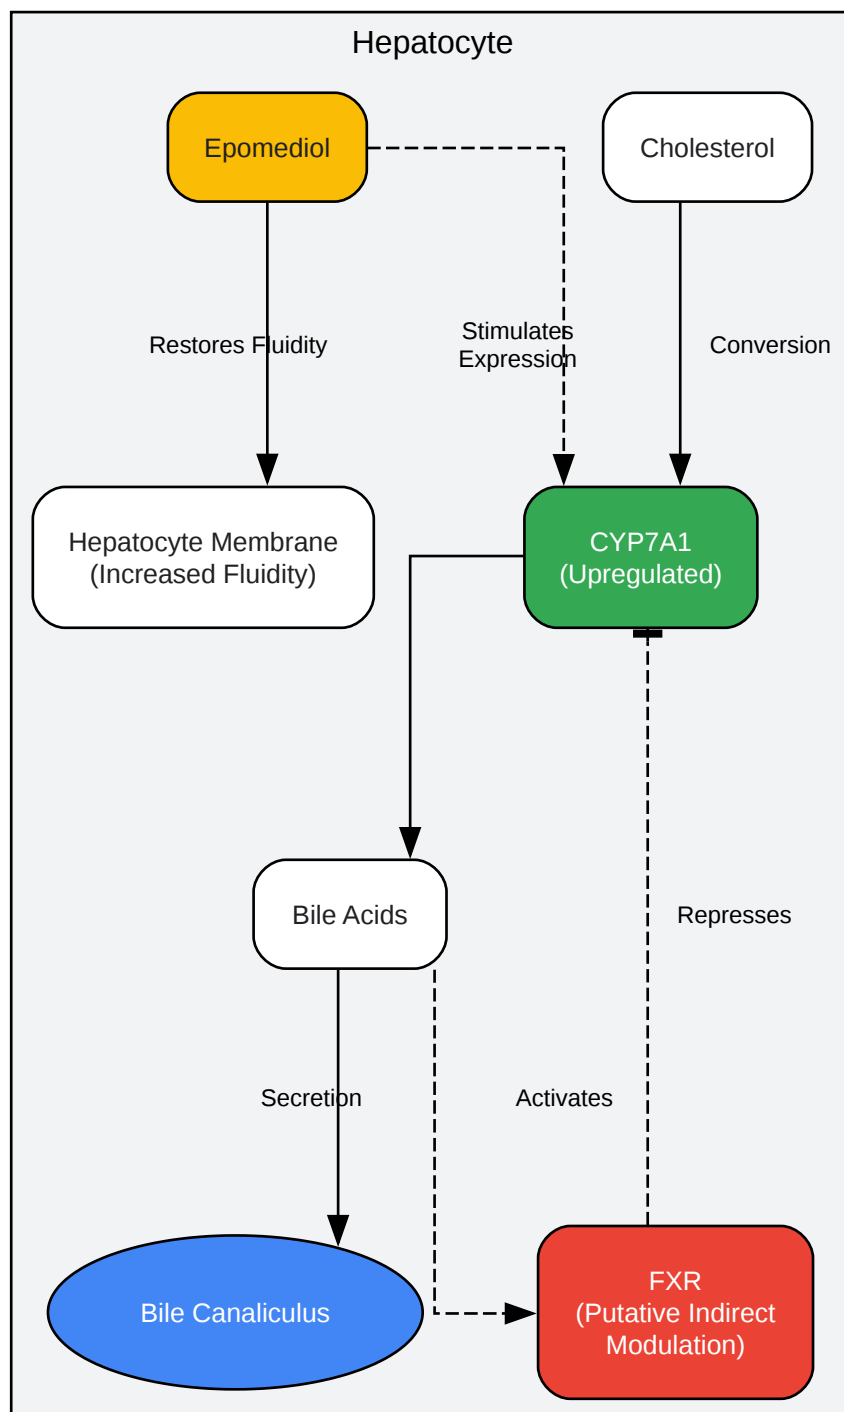 Hepatocyte
Epomediol
Cholesterol
Restores Fluidity
Stimulates
Expression
Conversion
Hepatocyte Membrane
(Increased Fluidity)
CYP7A1
(Upregulated)
Bile Acids
Represses
Secretion
Activates
Bile Canaliculus
FXR
(Putative Indirect
Modulation)